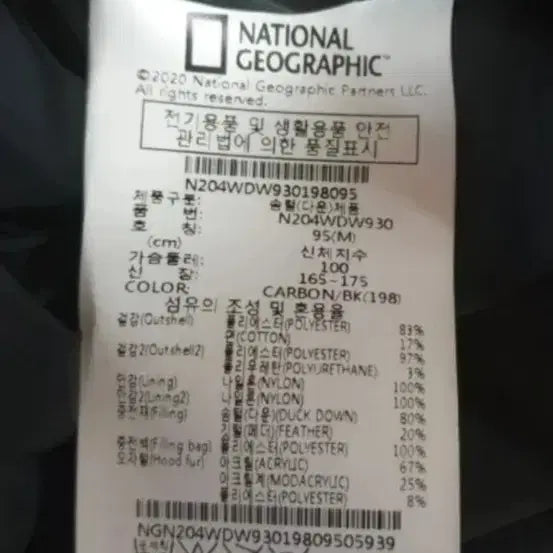 NATIONAL
GEOGRAPHIC™
©2020 National Geographic Partners LLC.
All rights reserved.
전기용품 및 생활용품 안전
관리법에 의한 품질표시
N204WDW930198095
제품구분: 솜털(다운)제품
품 번: N204WDW930
호 칭: 95(M)
(cm) 신체지수
가슴둘레: 100
신 장: 165~175
COLOR: CARBON/BK(198)
섬유의 조성 및 혼용율
겉감(Outshell) 폴리에스터(POLYESTER) 83%
면(COTTON) 17%
겉감2(Outshell2) 폴리에스터(POLYESTER) 97%
폴리우레탄(POLYURETHANE) 3%
안감(Lining) 나일론(NYLON) 100%
안감2(Lining2) 나일론(NYLON) 100%
충전재(Filling) 솜털(다운)(DUCK DOWN) 80%
깃털(페더)(FEATHER) 20%
충전백(Filling bag) 폴리에스터(POLYESTER) 100%
모자털(Hood fur) 아크릴(ACRYLIC) 67%
아크릴계(MODACRYLIC) 25%
폴리에스터(POLYESTER) 8%
NGN204WDW93019809505939